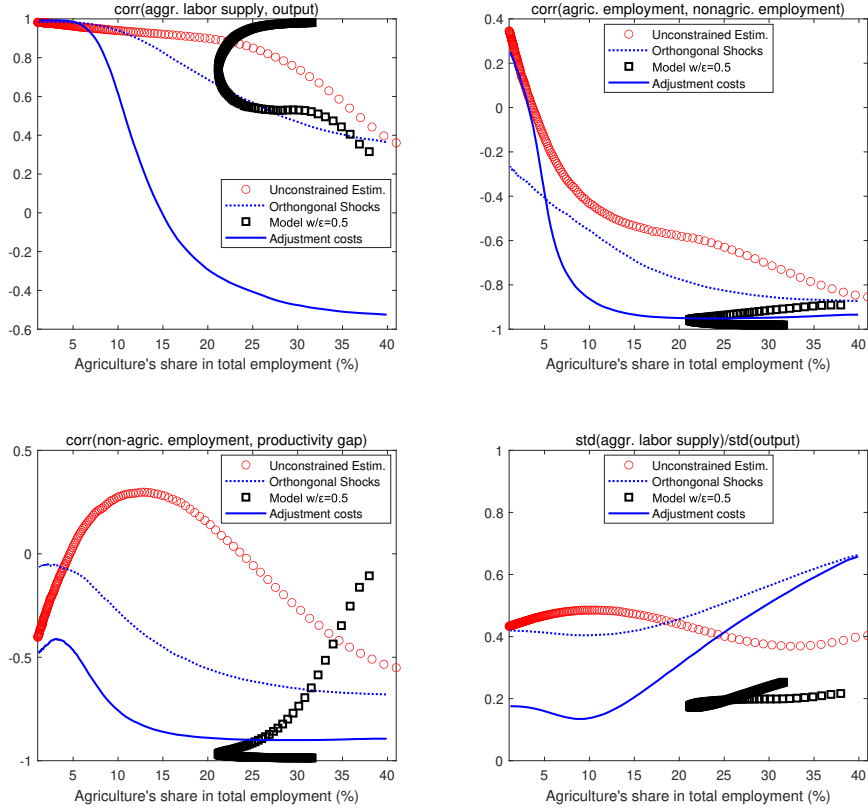 corr(aggr. labor supply, output)
1
0.8
0.6
0.4
0.2
0
-0.2
-0.4
-0.6
Unconstrained Estim.
Orthongonal Shocks
Model w/ε=0.5
Adjustment costs
5 10 15 20 25 30 35 40
Agriculture's share in total employment (%)
corr(agric. employment, nonagric. employment)
0.4
0.2
0
-0.2
-0.4
-0.6
-0.8
-1
Unconstrained Estim.
Orthongonal Shocks
Model w/ε=0.5
Adjustment costs
5 10 15 20 25 30 35 40
Agriculture's share in total employment (%)
corr(non-agric. employment, productivity gap)
0.5
0
-0.5
-1
Unconstrained Estim.
Orthongonal Shocks
Model w/ε=0.5
Adjustment costs
5 10 15 20 25 30 35 40
Agriculture's share in total employment (%)
std(aggr. labor supply)/std(output)
1
0.8
0.6
0.4
0.2
0
Unconstrained Estim.
Orthongonal Shocks
Model w/ε=0.5
Adjustment costs
5 10 15 20 25 30 35 40
Agriculture's share in total employment (%)